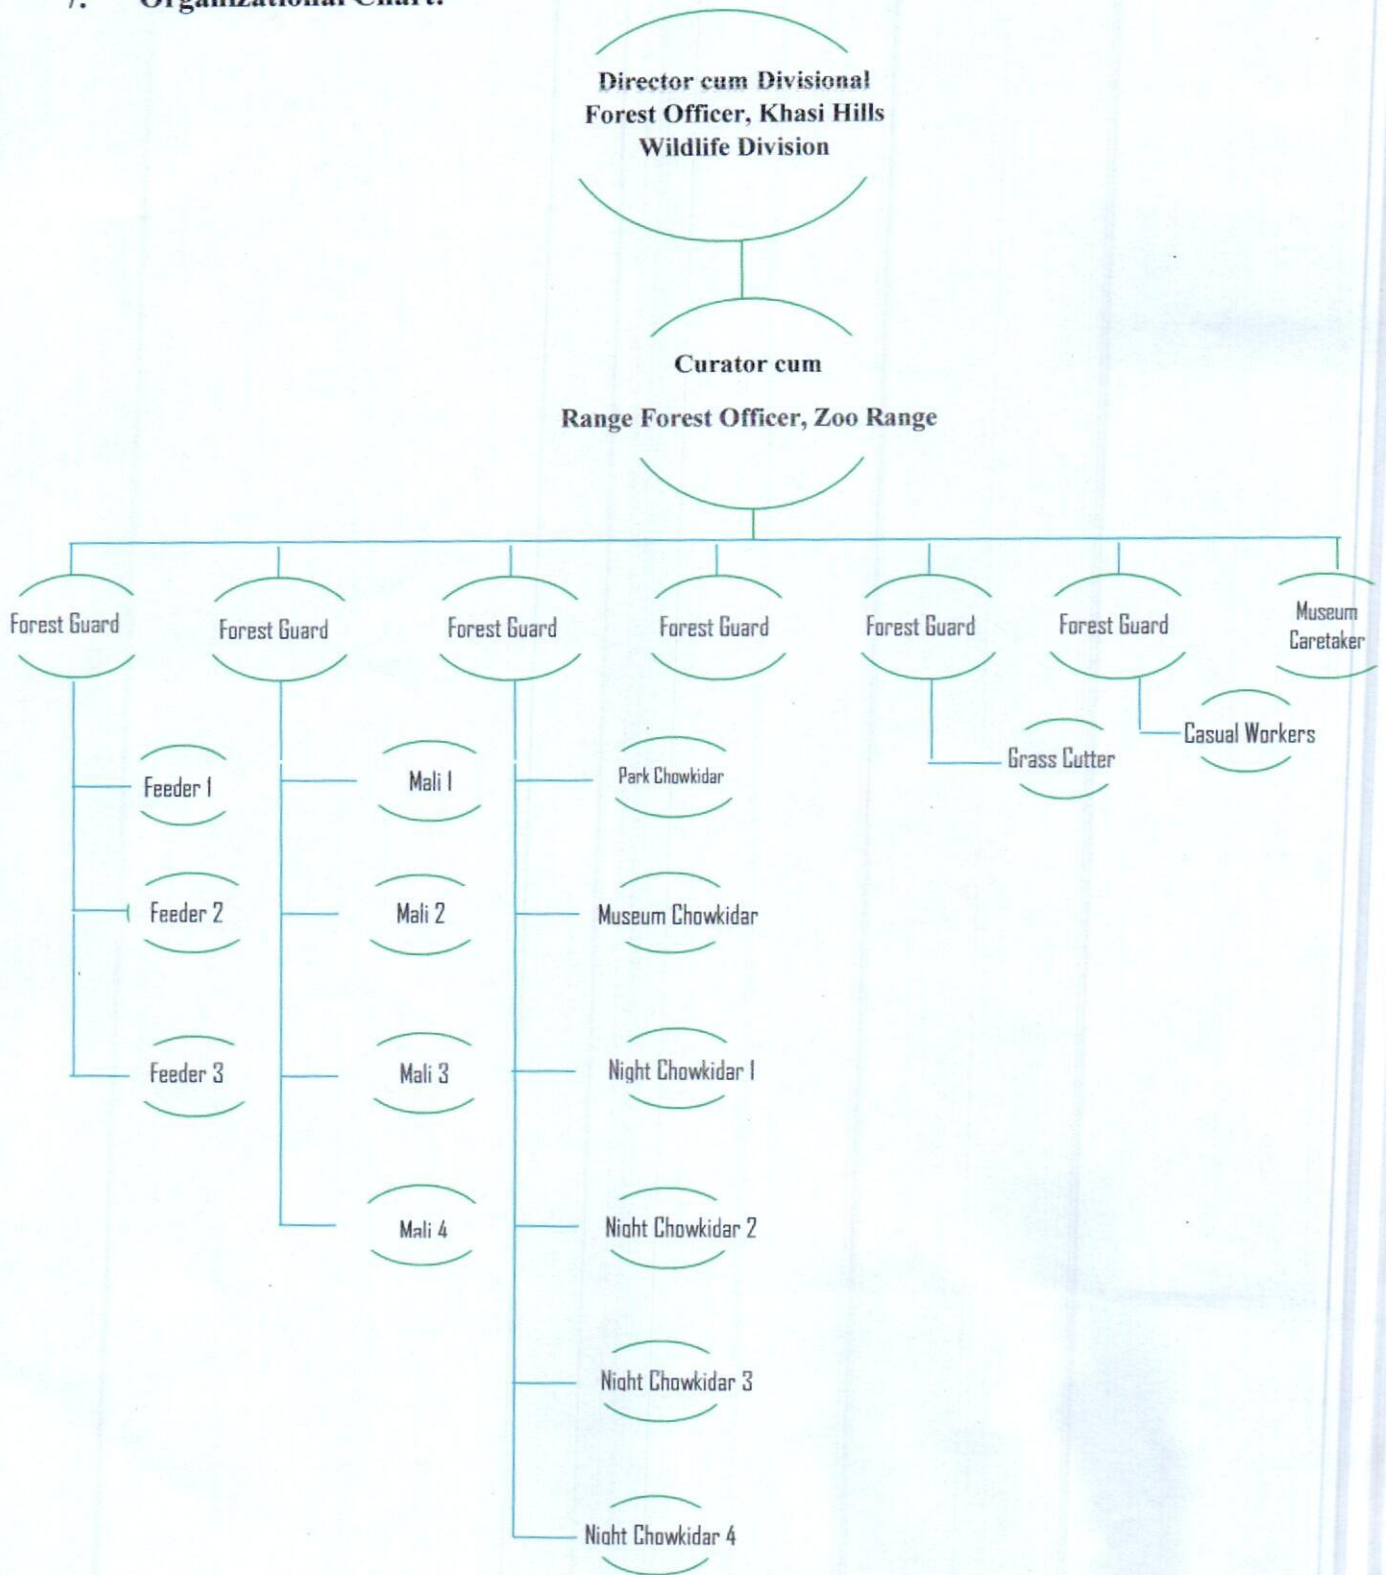 7. Organizational Chart:
Director cum Divisional
Forest Officer, Khasi Hills
Wildlife Division
Curator cum
Range Forest Officer, Zoo Range
Forest Guard
Forest Guard
Forest Guard
Forest Guard
Forest Guard
Forest Guard
Museum
Caretaker
Feeder 1
Feeder 2
Feeder 3
Mali 1
Mali 2
Mali 3
Mali 4
Park Chowkidar
Museum Chowkidar
Night Chowkidar 1
Night Chowkidar 2
Night Chowkidar 3
Night Chowkidar 4
Grass Cutter
Casual Workers